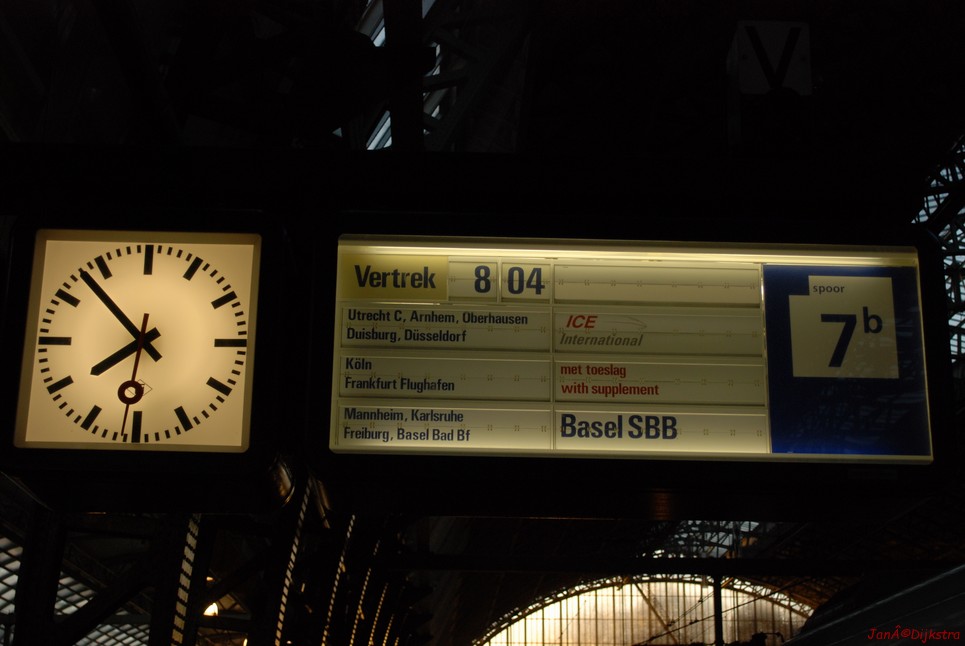 V
Vertrek 8 04
Utrecht C, Arnhem, Oberhausen
Duisburg, Düsseldorf
ICE
International
Köln
Frankfurt Flughafen
met toeslag
with supplement
Mannheim, Karlsruhe
Freiburg, Basel Bad Bf
Basel SBB
spoor
7b
JanÂ©Dijkstra